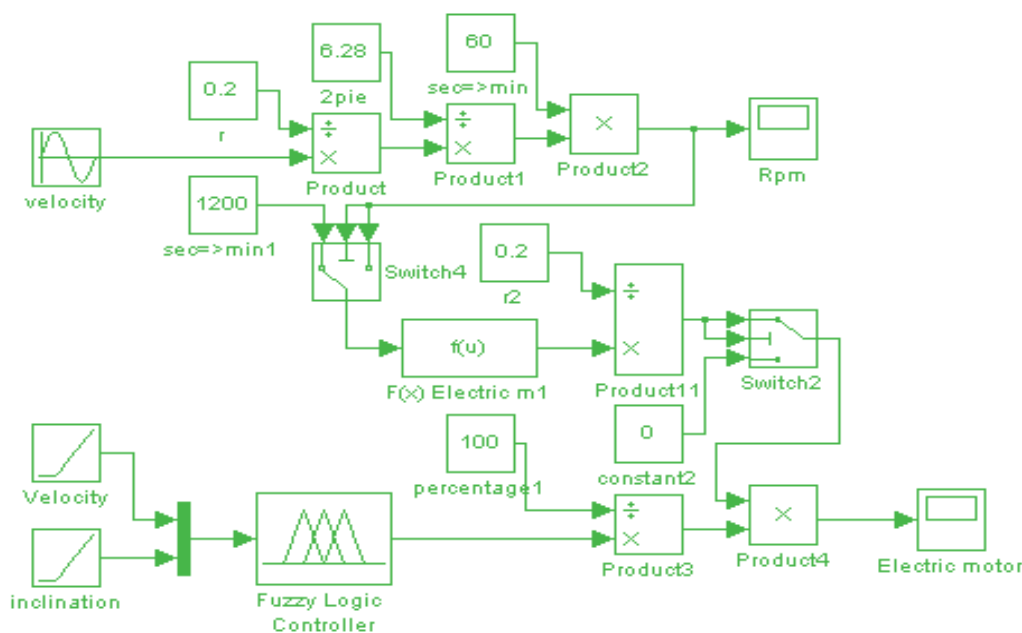 60
6.28
sec=>min
0.2
2pie
r
÷
×
÷
×
×
velocity
Product
Product1
Product2
Rpm
1200
sec=>min1
Switch4
0.2
r2
÷
×
f(u)
F(x) Electric m1
Product11
Switch2
0
constant2
100
percentage1
Velocity
÷
×
Product3
×
Product4
Electric motor
inclination
Fuzzy Logic
Controller